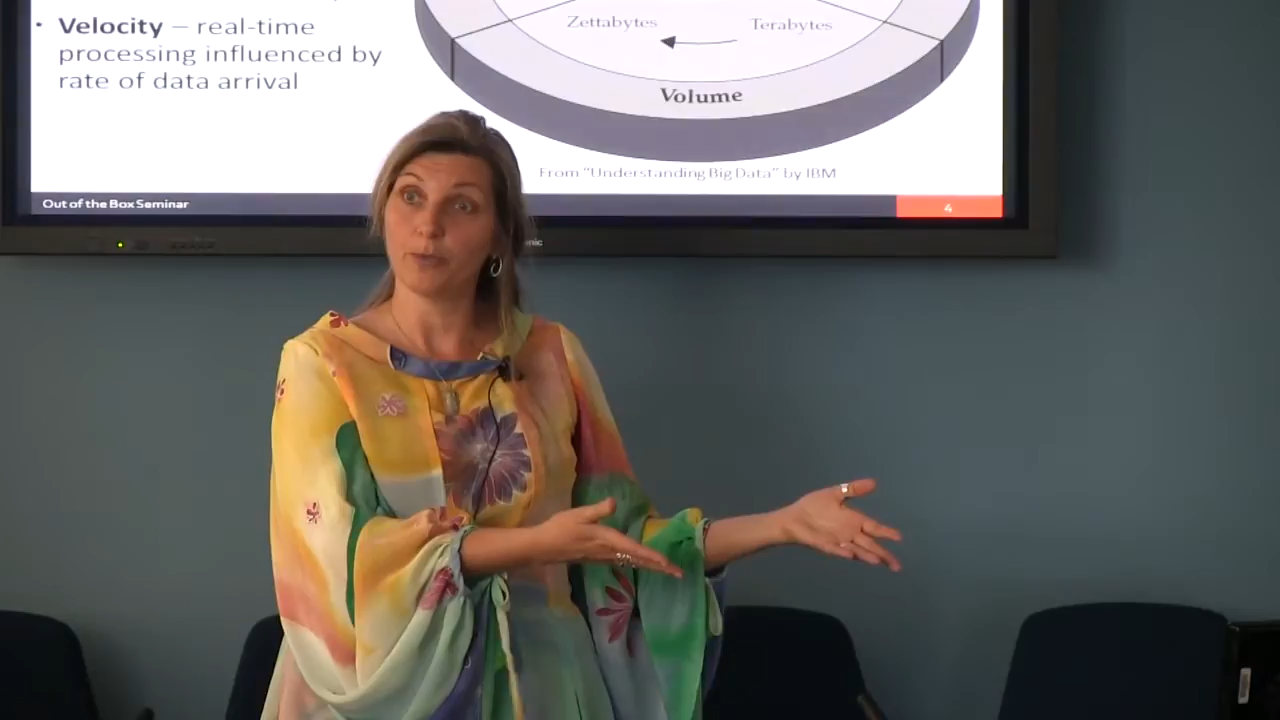 • Velocity – real-time
processing influenced by
rate of data arrival
Zettabytes
Terabytes
Volume
From "Understanding Big Data" by IBM
Out of the Box Seminar
4